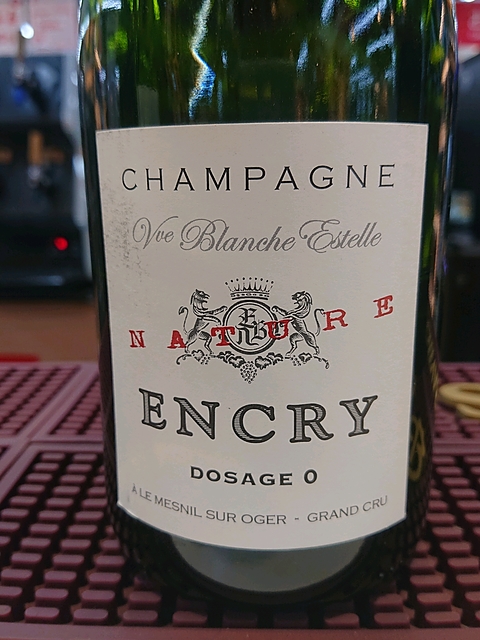 CHAMPAGNE
Vve Blanche Estelle
NATURE
ENCRY
DOSAGE 0
À LE MESNIL SUR OGER - GRAND CRU